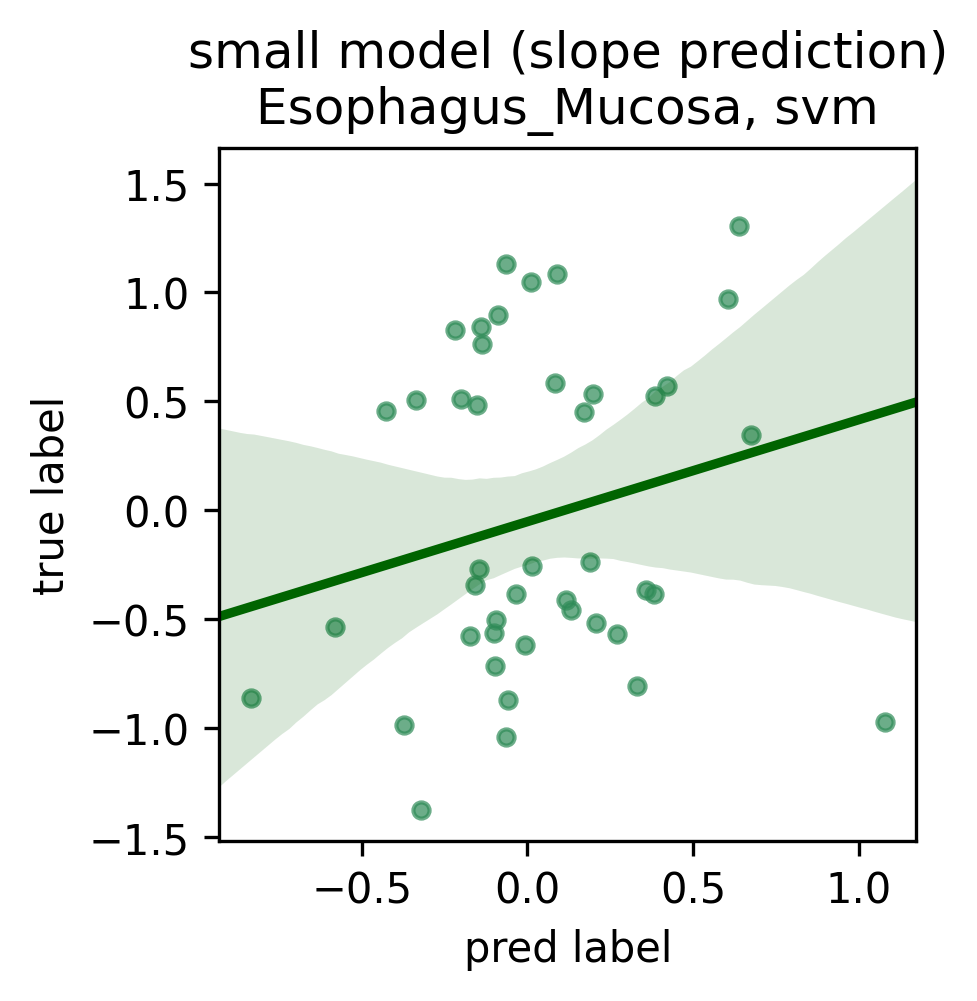 small model (slope prediction)
Esophagus_Mucosa, svm
1.5
1.0
0.5
0.0
−0.5
−1.0
−1.5
true label
−0.5 0.0 0.5 1.0
pred label